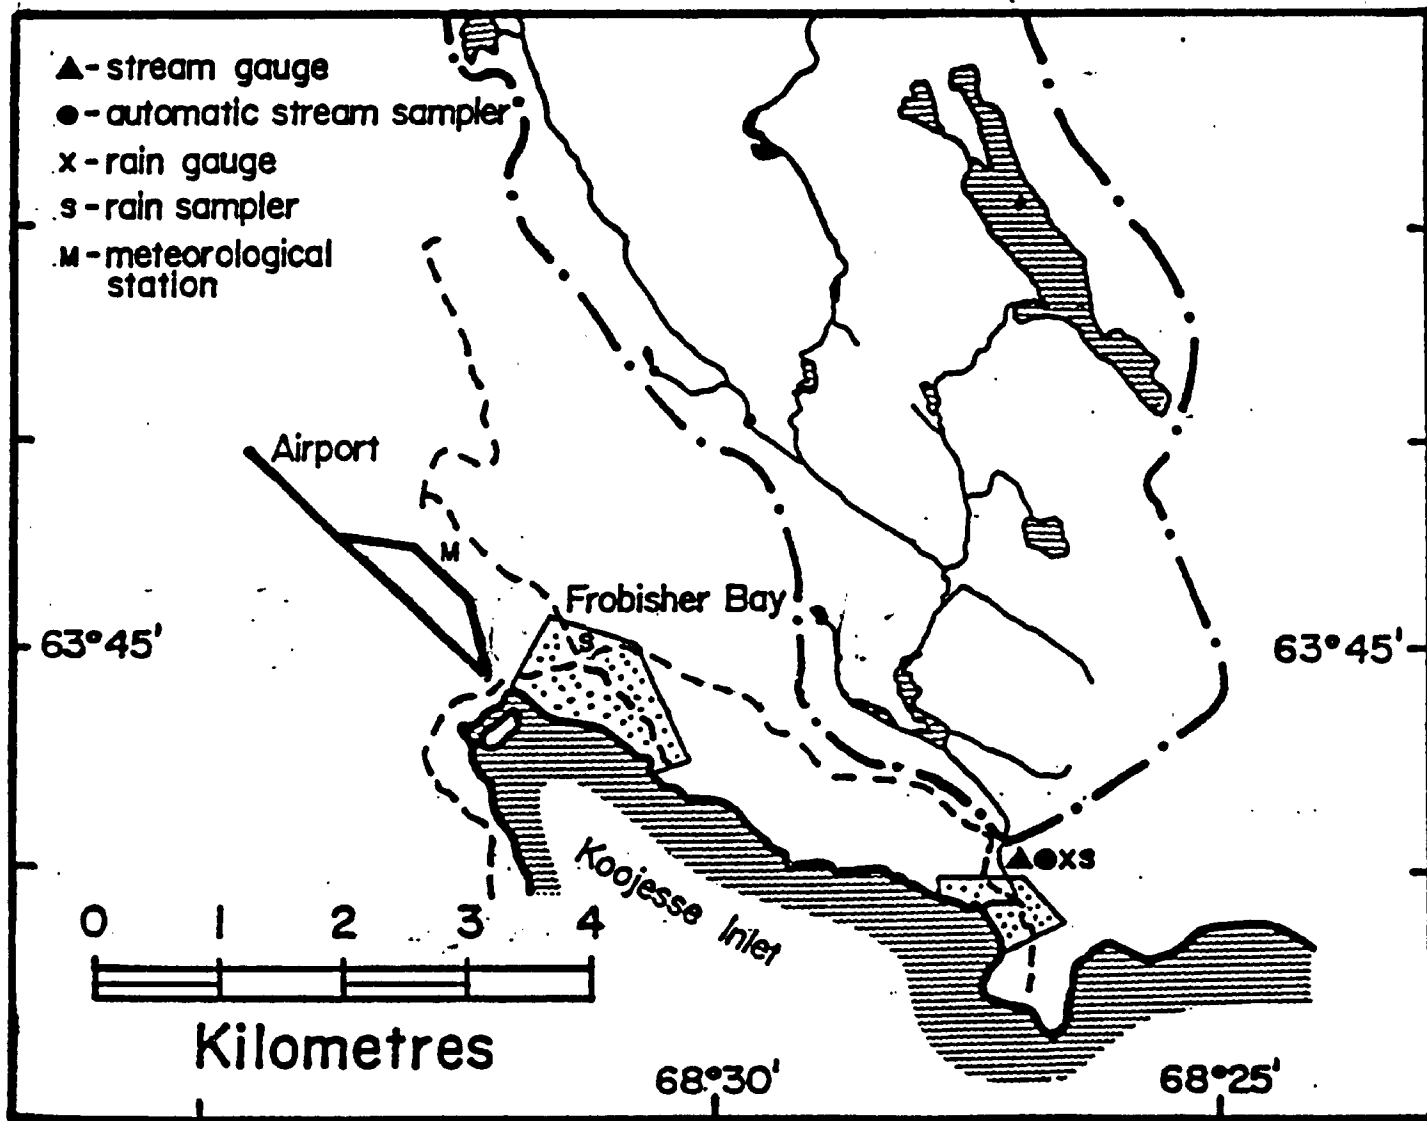 ▲- stream gauge
●- automatic stream sampler
x - rain gauge
s - rain sampler
M - meteorological
station
Airport
M
Frobisher Bay
S
63°45'
63°45'
▲●xs
Koojesse Inlet
0 1 2 3 4
Kilometres
68°30'
68°25'